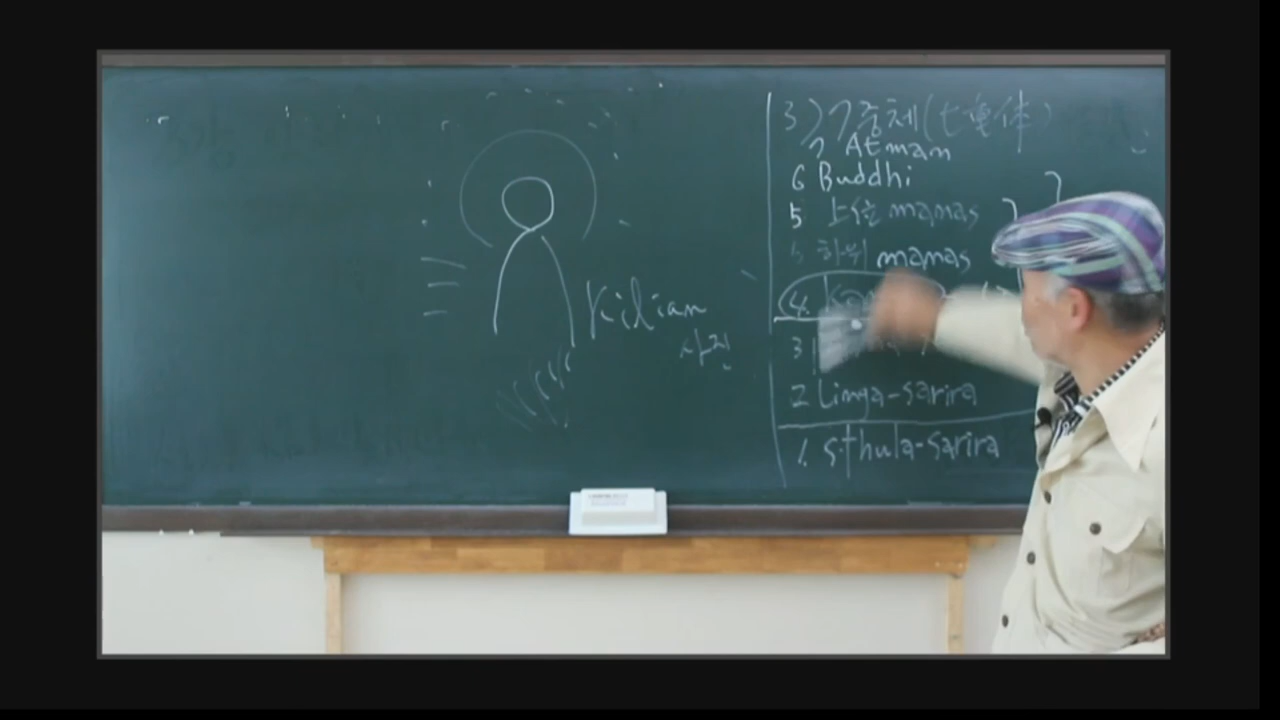 Kilian
사진
3) 7중체(七重体)
7 Atman
6 Buddhi
5 上位 manas
하위 manas
4.
3
2 Linga-sarira
1. sthula-sarira